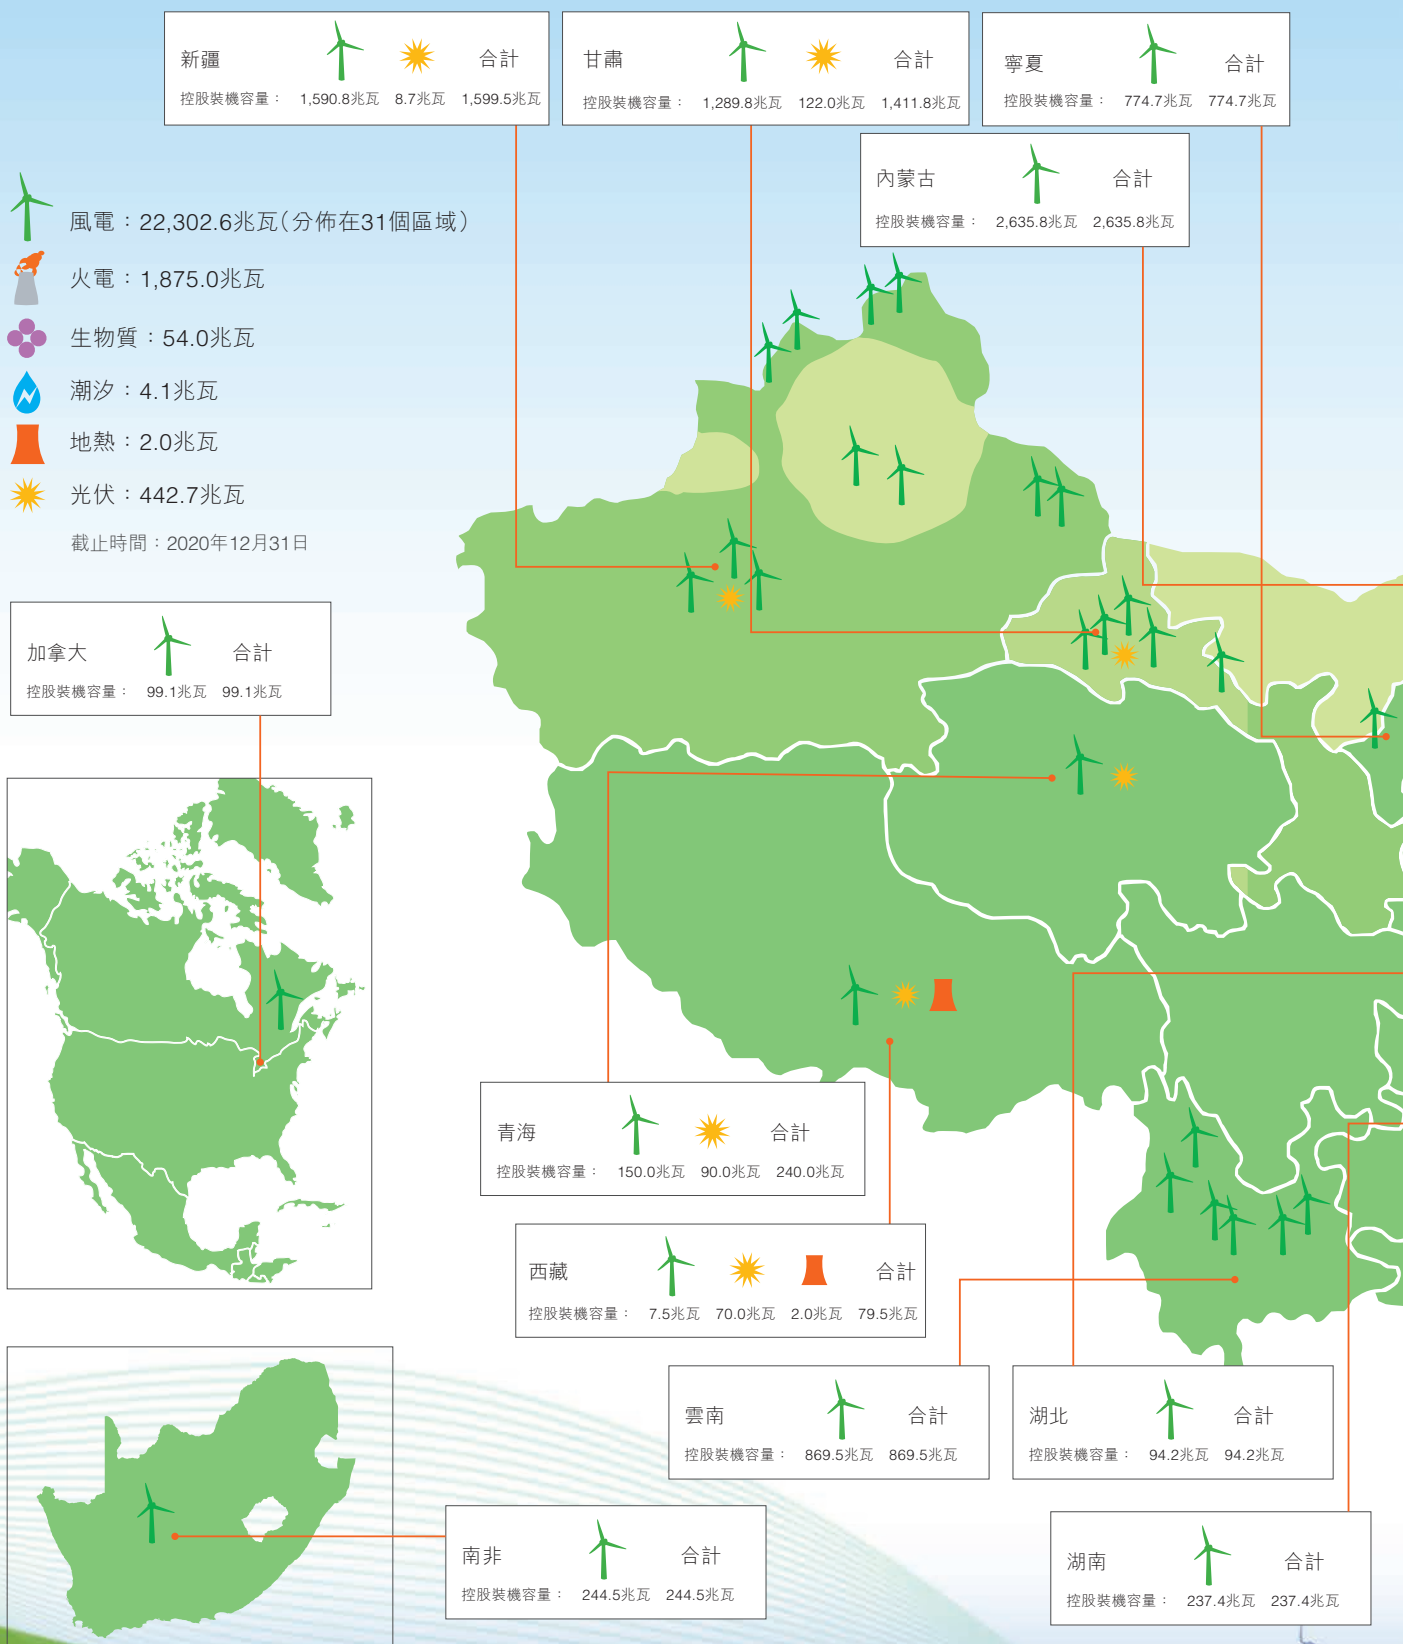 新疆 合計
控股裝機容量： 1,590.8兆瓦 8.7兆瓦 1,599.5兆瓦
甘肅 合計
控股裝機容量： 1,289.8兆瓦 122.0兆瓦 1,411.8兆瓦
寧夏 合計
控股裝機容量： 774.7兆瓦 774.7兆瓦
內蒙古 合計
控股裝機容量： 2,635.8兆瓦 2,635.8兆瓦
風電：22,302.6兆瓦（分佈在31個區域）
火電：1,875.0兆瓦
生物質：54.0兆瓦
潮汐：4.1兆瓦
地熱：2.0兆瓦
光伏：442.7兆瓦
截止時間：2020年12月31日
加拿大 合計
控股裝機容量： 99.1兆瓦 99.1兆瓦
青海 合計
控股裝機容量： 150.0兆瓦 90.0兆瓦 240.0兆瓦
西藏 合計
控股裝機容量： 7.5兆瓦 70.0兆瓦 2.0兆瓦 79.5兆瓦
雲南 合計
控股裝機容量： 869.5兆瓦 869.5兆瓦
湖北 合計
控股裝機容量： 94.2兆瓦 94.2兆瓦
南非 合計
控股裝機容量： 244.5兆瓦 244.5兆瓦
湖南 合計
控股裝機容量： 237.4兆瓦 237.4兆瓦